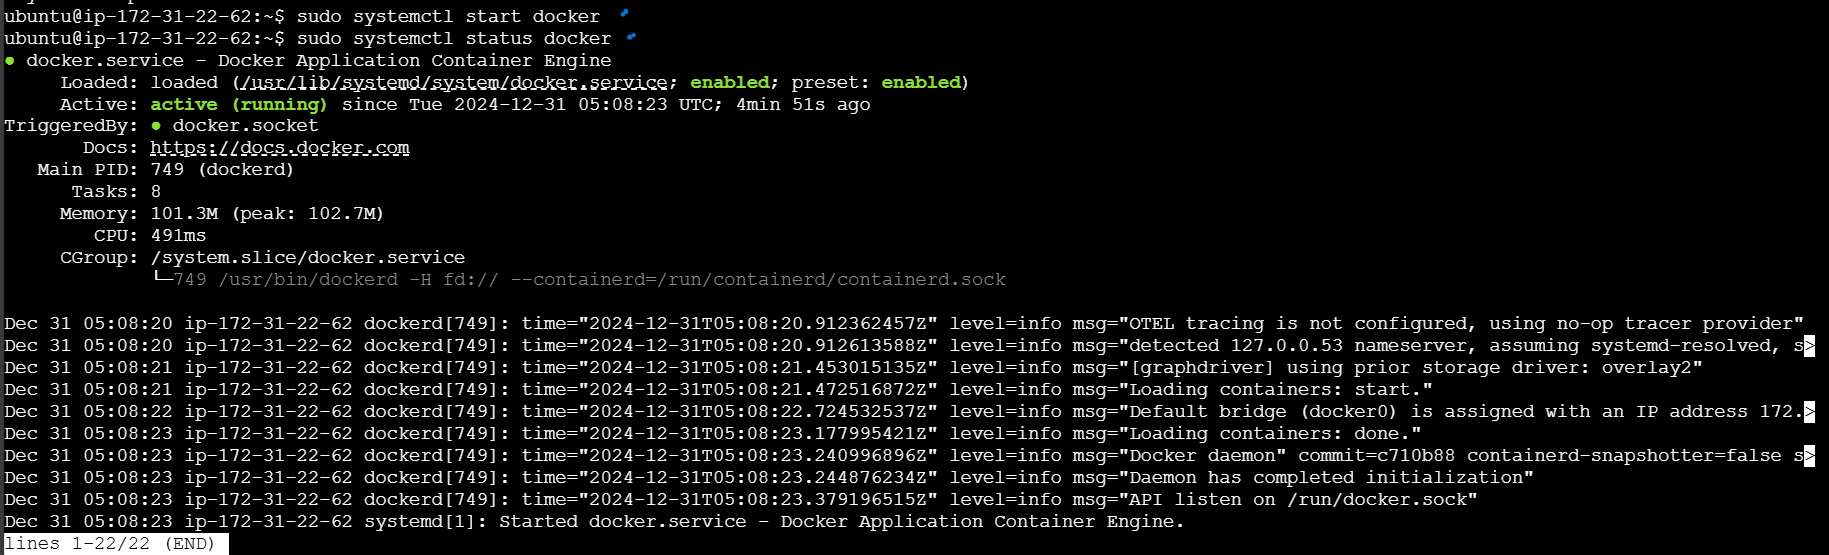 ubuntu@ip-172-31-22-62:~$ sudo systemctl start docker
ubuntu@ip-172-31-22-62:~$ sudo systemctl status docker
● docker.service - Docker Application Container Engine
     Loaded: loaded (/usr/lib/systemd/system/docker.service; enabled; preset: enabled)
     Active: active (running) since Tue 2024-12-31 05:08:23 UTC; 4min 51s ago
TriggeredBy: ● docker.socket
       Docs: https://docs.docker.com
   Main PID: 749 (dockerd)
      Tasks: 8
     Memory: 101.3M (peak: 102.7M)
        CPU: 491ms
     CGroup: /system.slice/docker.service
             └─749 /usr/bin/dockerd -H fd:// --containerd=/run/containerd/containerd.sock
Dec 31 05:08:20 ip-172-31-22-62 dockerd[749]: time="2024-12-31T05:08:20.912362457Z" level=info msg="OTEL tracing is not configured, using no-op tracer provider"
Dec 31 05:08:20 ip-172-31-22-62 dockerd[749]: time="2024-12-31T05:08:20.912613588Z" level=info msg="detected 127.0.0.53 nameserver, assuming systemd-resolved, s>
Dec 31 05:08:21 ip-172-31-22-62 dockerd[749]: time="2024-12-31T05:08:21.453015135Z" level=info msg="[graphdriver] using prior storage driver: overlay2"
Dec 31 05:08:21 ip-172-31-22-62 dockerd[749]: time="2024-12-31T05:08:21.472516872Z" level=info msg="Loading containers: start."
Dec 31 05:08:22 ip-172-31-22-62 dockerd[749]: time="2024-12-31T05:08:22.724532537Z" level=info msg="Default bridge (docker0) is assigned with an IP address 172.>
Dec 31 05:08:23 ip-172-31-22-62 dockerd[749]: time="2024-12-31T05:08:23.177995421Z" level=info msg="Loading containers: done."
Dec 31 05:08:23 ip-172-31-22-62 dockerd[749]: time="2024-12-31T05:08:23.240996896Z" level=info msg="Docker daemon" commit=c710b88 containerd-snapshotter=false s>
Dec 31 05:08:23 ip-172-31-22-62 dockerd[749]: time="2024-12-31T05:08:23.244876234Z" level=info msg="Daemon has completed initialization"
Dec 31 05:08:23 ip-172-31-22-62 dockerd[749]: time="2024-12-31T05:08:23.379196515Z" level=info msg="API listen on /run/docker.sock"
Dec 31 05:08:23 ip-172-31-22-62 systemd[1]: Started docker.service - Docker Application Container Engine.
lines 1-22/22 (END)